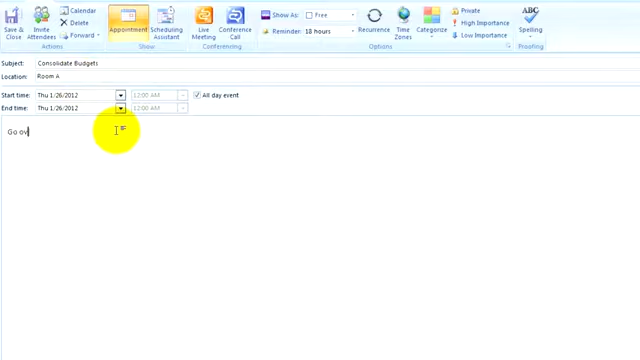 Save & Close
Invite Attendees
Calendar
Delete
Forward
Actions
Appointment
Scheduling Assistant
Show
Live Meeting
Conference Call
Conferencing
Show As: Free
Reminder: 18 hours
Recurrence
Time Zones
Categorize
Private
High Importance
Low Importance
Options
ABC
Spelling
Proofing
Subject: Consolidate Budgets
Location: Room A
Start time: Thu 1/26/2012 12:00 AM All day event
End time: Thu 1/26/2012 12:00 AM
Go ov